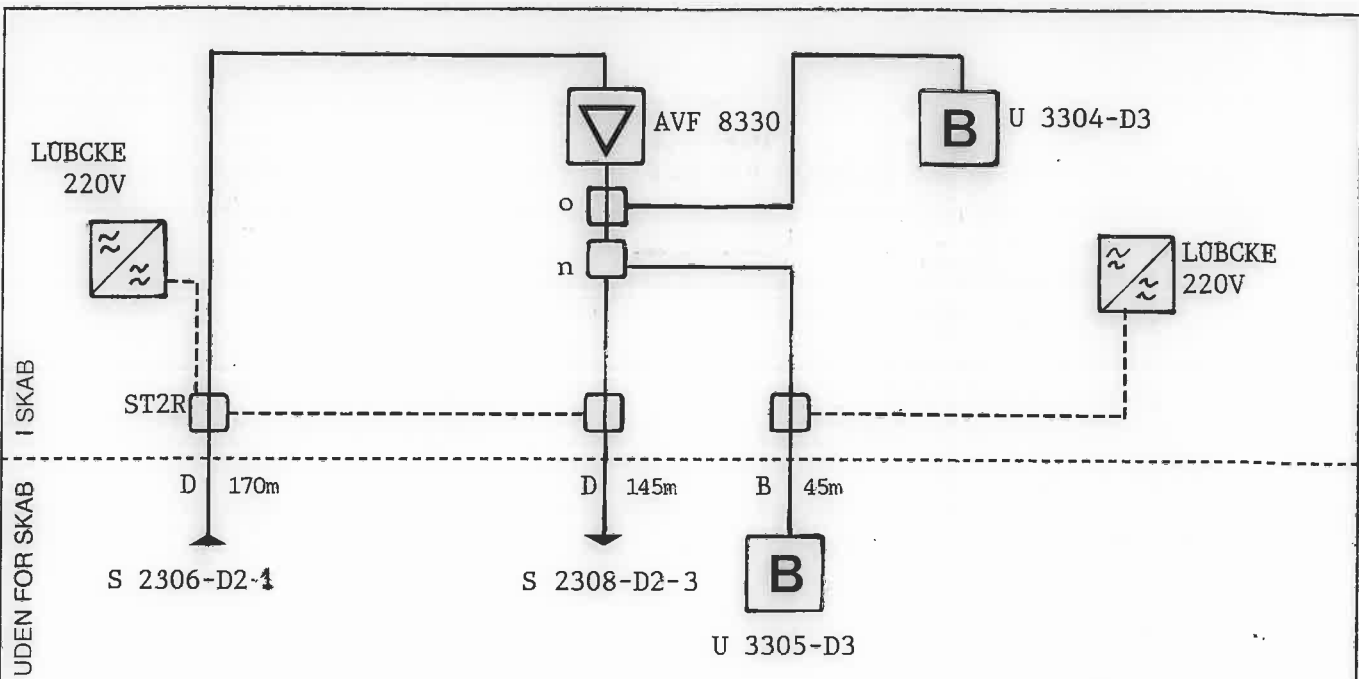 LÜBCKE
220V
AVF 8330
B
U 3304-D3
o
n
LÜBCKE
220V
I SKAB
ST2R
UDEN FOR SKAB
D 170m
D 145m
B 45m
S 2306-D2-1
S 2308-D2-3
B
U 3305-D3